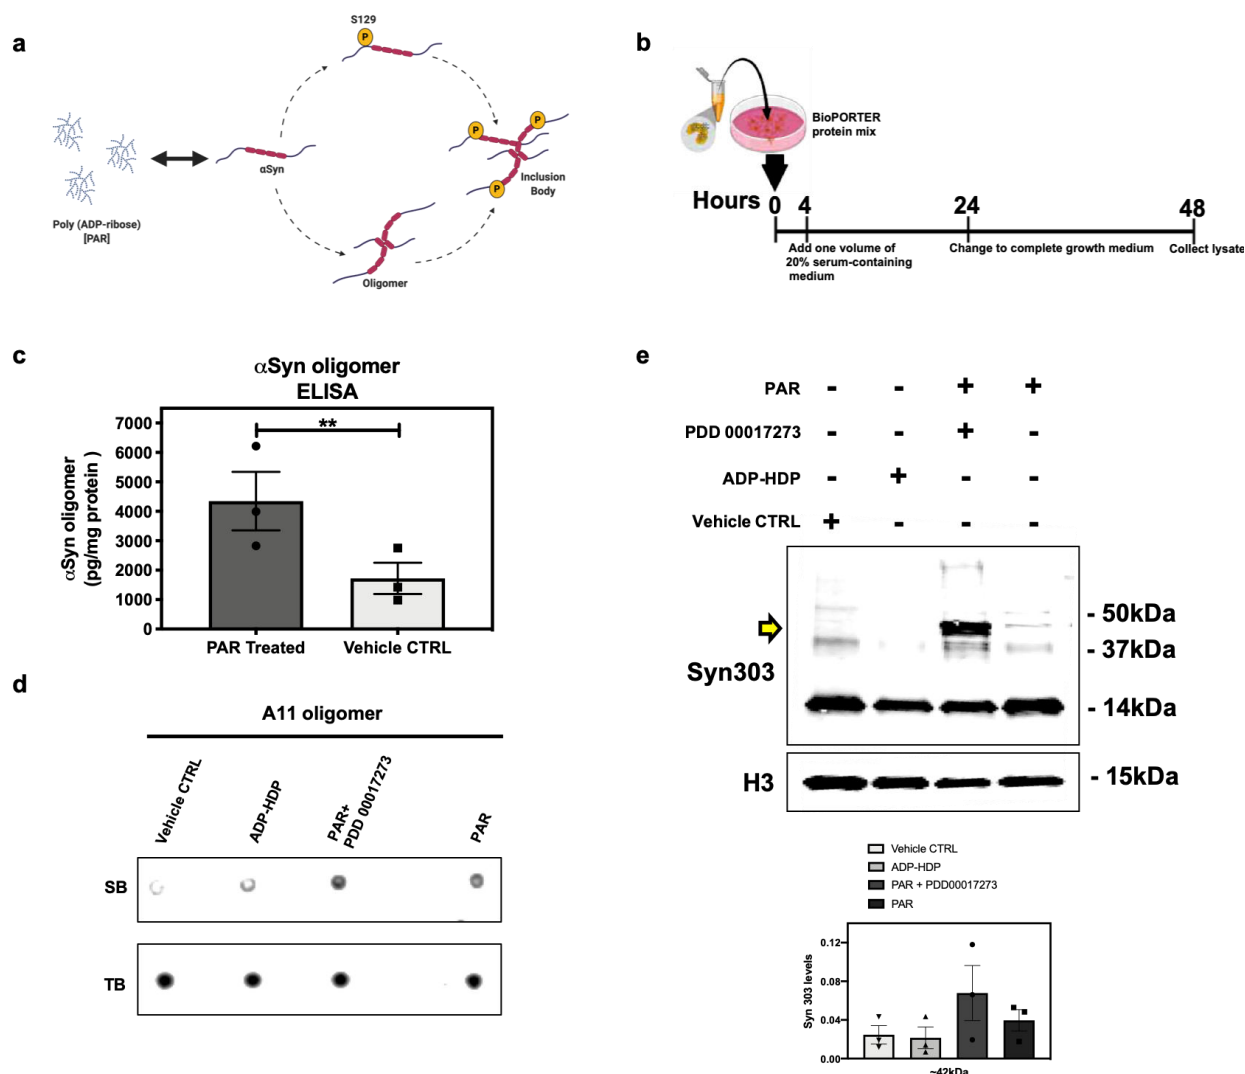 a
S129
P
αSyn
Poly (ADP-ribose)
[PAR]
P
P
P
Inclusion
Body
Oligomer
b
BioPORTER
protein mix
Hours 0 4 24 48
Add one volume of
20% serum-containing
medium
Change to complete growth medium
Collect lysate
c
αSyn oligomer
ELISA
**
αSyn oligomer
(pg/mg protein )
7000
6000
5000
4000
3000
2000
1000
0
PAR Treated Vehicle CTRL
d
A11 oligomer
Vehicle CTRL
ADP-HDP
PAR+
PDD 00017273
PAR
SB
TB
e
PAR - - + +
PDD 00017273 - - + -
ADP-HDP - + - -
Vehicle CTRL + - - -
- 50kDa
- 37kDa
Syn303
- 14kDa
H3
- 15kDa
Vehicle CTRL
ADP-HDP
PAR + PDD00017273
PAR
Syn 303 levels
0.12
0.08
0.04
0.00
~42kDa